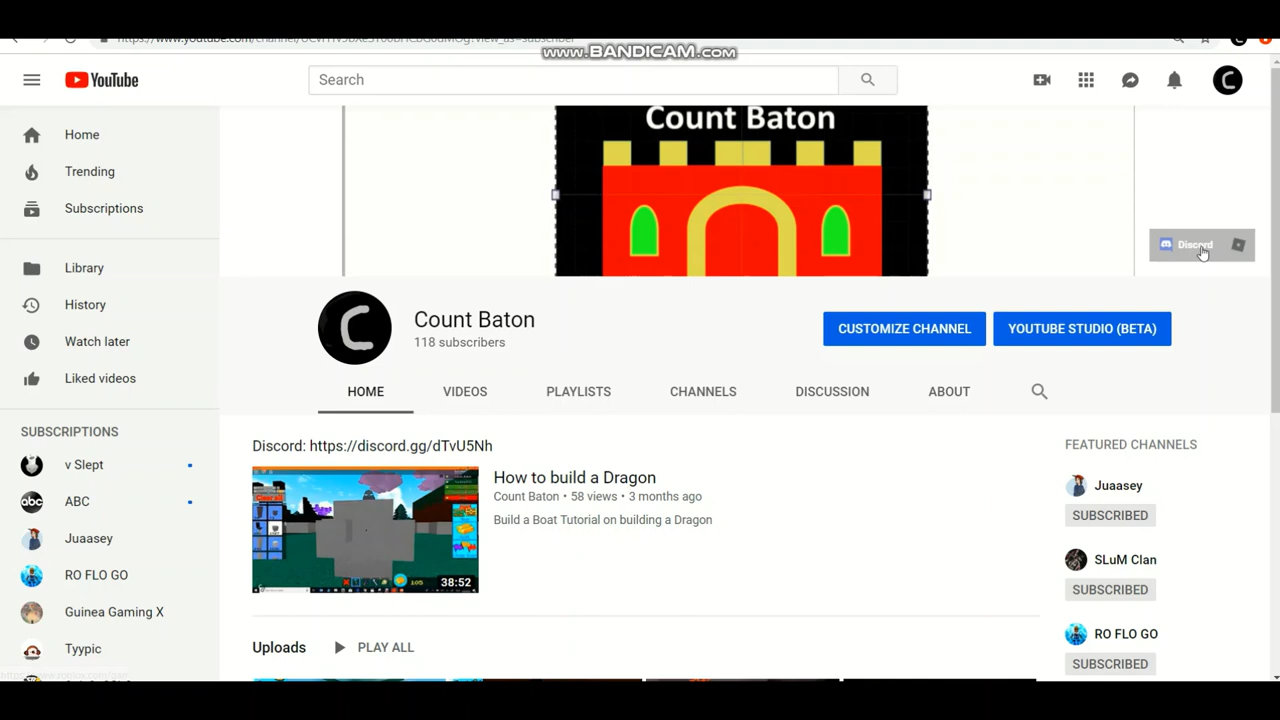 www.BANDICAM.com
YouTube
Search
Count Baton
Home
Trending
Subscriptions
Discord
Library
History
Watch later
Liked videos
C
Count Baton
118 subscribers
CUSTOMIZE CHANNEL
YOUTUBE STUDIO (BETA)
HOME
VIDEOS
PLAYLISTS
CHANNELS
DISCUSSION
ABOUT
SUBSCRIPTIONS
v Slept
abc
ABC
Juaasey
RO FLO GO
Guinea Gaming X
Tyypic
Discord: https://discord.gg/dTvU5Nh
How to build a Dragon
Count Baton • 58 views • 3 months ago
Build a Boat Tutorial on building a Dragon
105
38:52
Uploads
PLAY ALL
FEATURED CHANNELS
Juaasey
SUBSCRIBED
SLuM Clan
SUBSCRIBED
RO FLO GO
SUBSCRIBED